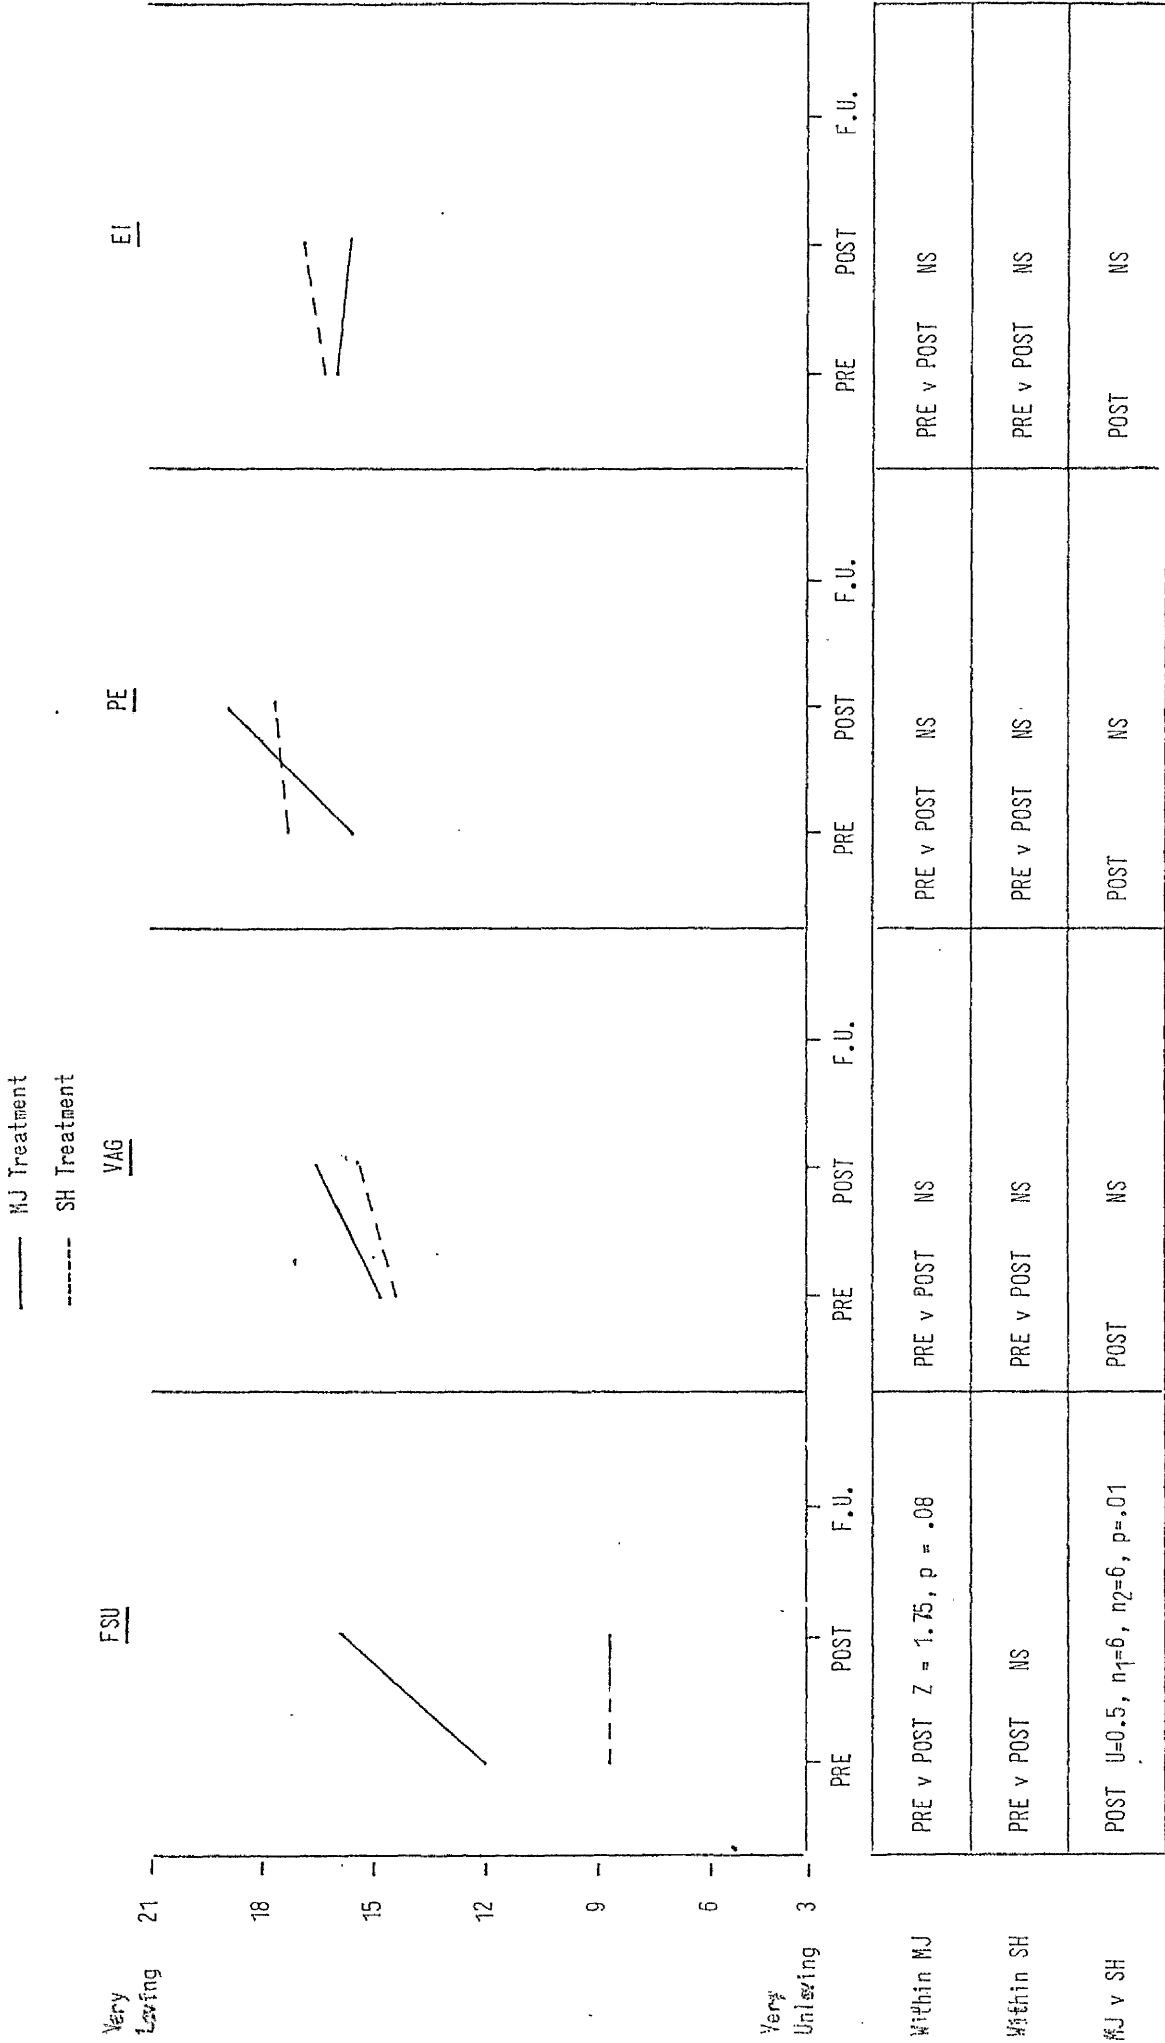 MJ Treatment
SH Treatment
FSU
VAG
PE
EI
Very
Loving
21
18
15
12
9
6
3
Very
Unloving
PRE POST F.U.
PRE POST F.U.
PRE POST F.U.
PRE POST F.U.
Within MJ
PRE v POST Z = 1.75, p = .08
PRE v POST NS
PRE v POST NS
PRE v POST NS
Within SH
PRE v POST NS
PRE v POST NS
PRE v POST NS
PRE v POST NS
MJ v SH
POST U=0.5, n1=6, n2=6, p=.01
POST NS
POST NS
POST NS